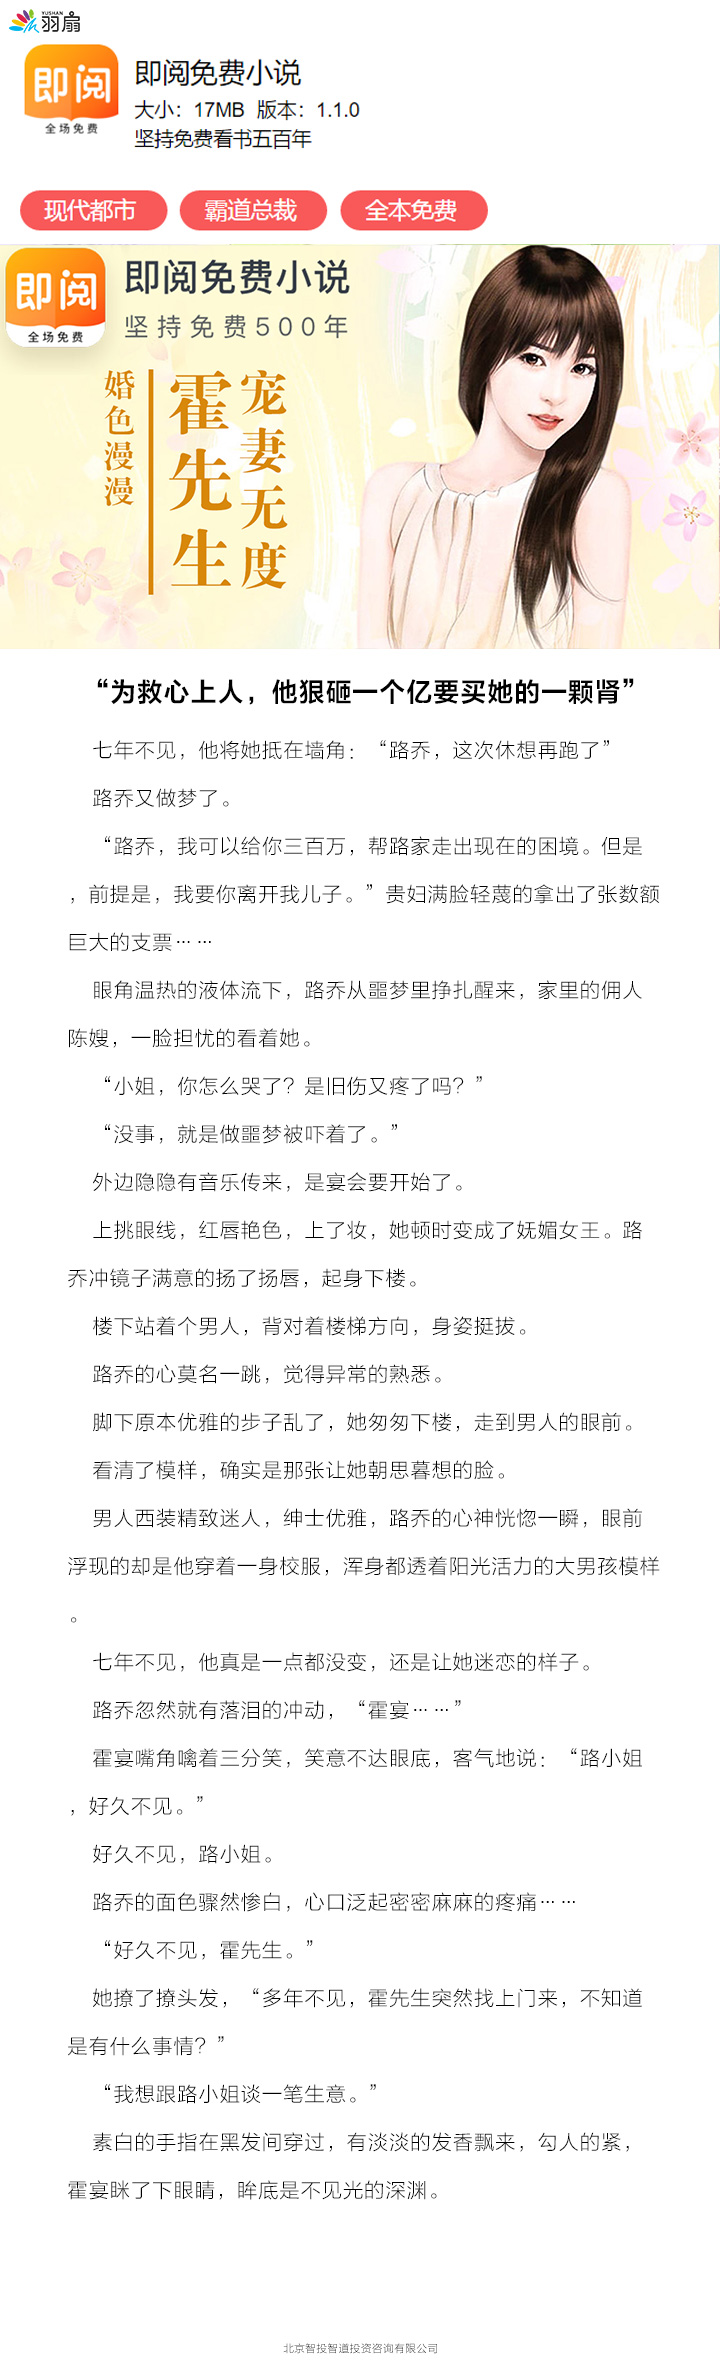 YUSHAN
羽扇
即阅
全场免费
即阅免费小说
大小：17MB 版本：1.1.0
坚持免费看书五百年
现代都市 霸道总裁 全本免费
即阅
全场免费
即阅免费小说
坚持免费500年
宠妻无度
霍先生
婚色漫漫
“为救心上人，他狠砸一个亿要买她的一颗肾”
七年不见，他将她抵在墙角：“路乔，这次休想再跑了”
路乔又做梦了。
“路乔，我可以给你三百万，帮路家走出现在的困境。但是
，前提是，我要你离开我儿子。”贵妇满脸轻蔑的拿出了张数额
巨大的支票……
眼角温热的液体流下，路乔从噩梦里挣扎醒来，家里的佣人
陈嫂，一脸担忧的看着她。
“小姐，你怎么哭了？是旧伤又疼了吗？”
“没事，就是做噩梦被吓着了。”
外边隐隐有音乐传来，是宴会要开始了。
上挑眼线，红唇艳色，上了妆，她顿时变成了妩媚女王。路
乔冲镜子满意的扬了扬唇，起身下楼。
楼下站着个男人，背对着楼梯方向，身姿挺拔。
路乔的心莫名一跳，觉得异常的熟悉。
脚下原本优雅的步子乱了，她匆匆下楼，走到男人的眼前。
看清了模样，确实是那张让她朝思暮想的脸。
男人西装精致迷人，绅士优雅，路乔的心神恍惚一瞬，眼前
浮现的却是他穿着一身校服，浑身都透着阳光活力的大男孩模样
。
七年不见，他真是一点都没变，还是让她迷恋的样子。
路乔忽然就有落泪的冲动，“霍宴……”
霍宴嘴角噙着三分笑，笑意不达眼底，客气地说：“路小姐
，好久不见。”
好久不见，路小姐。
路乔的面色骤然惨白，心口泛起密密麻麻的疼痛……
“好久不见，霍先生。”
她撩了撩头发，“多年不见，霍先生突然找上门来，不知道
是有什么事情？”
“我想跟路小姐谈一笔生意。”
素白的手指在黑发间穿过，有淡淡的发香飘来，勾人的紧，
霍宴眯了下眼睛，眸底是不见光的深渊。
北京智投智道投资咨询有限公司